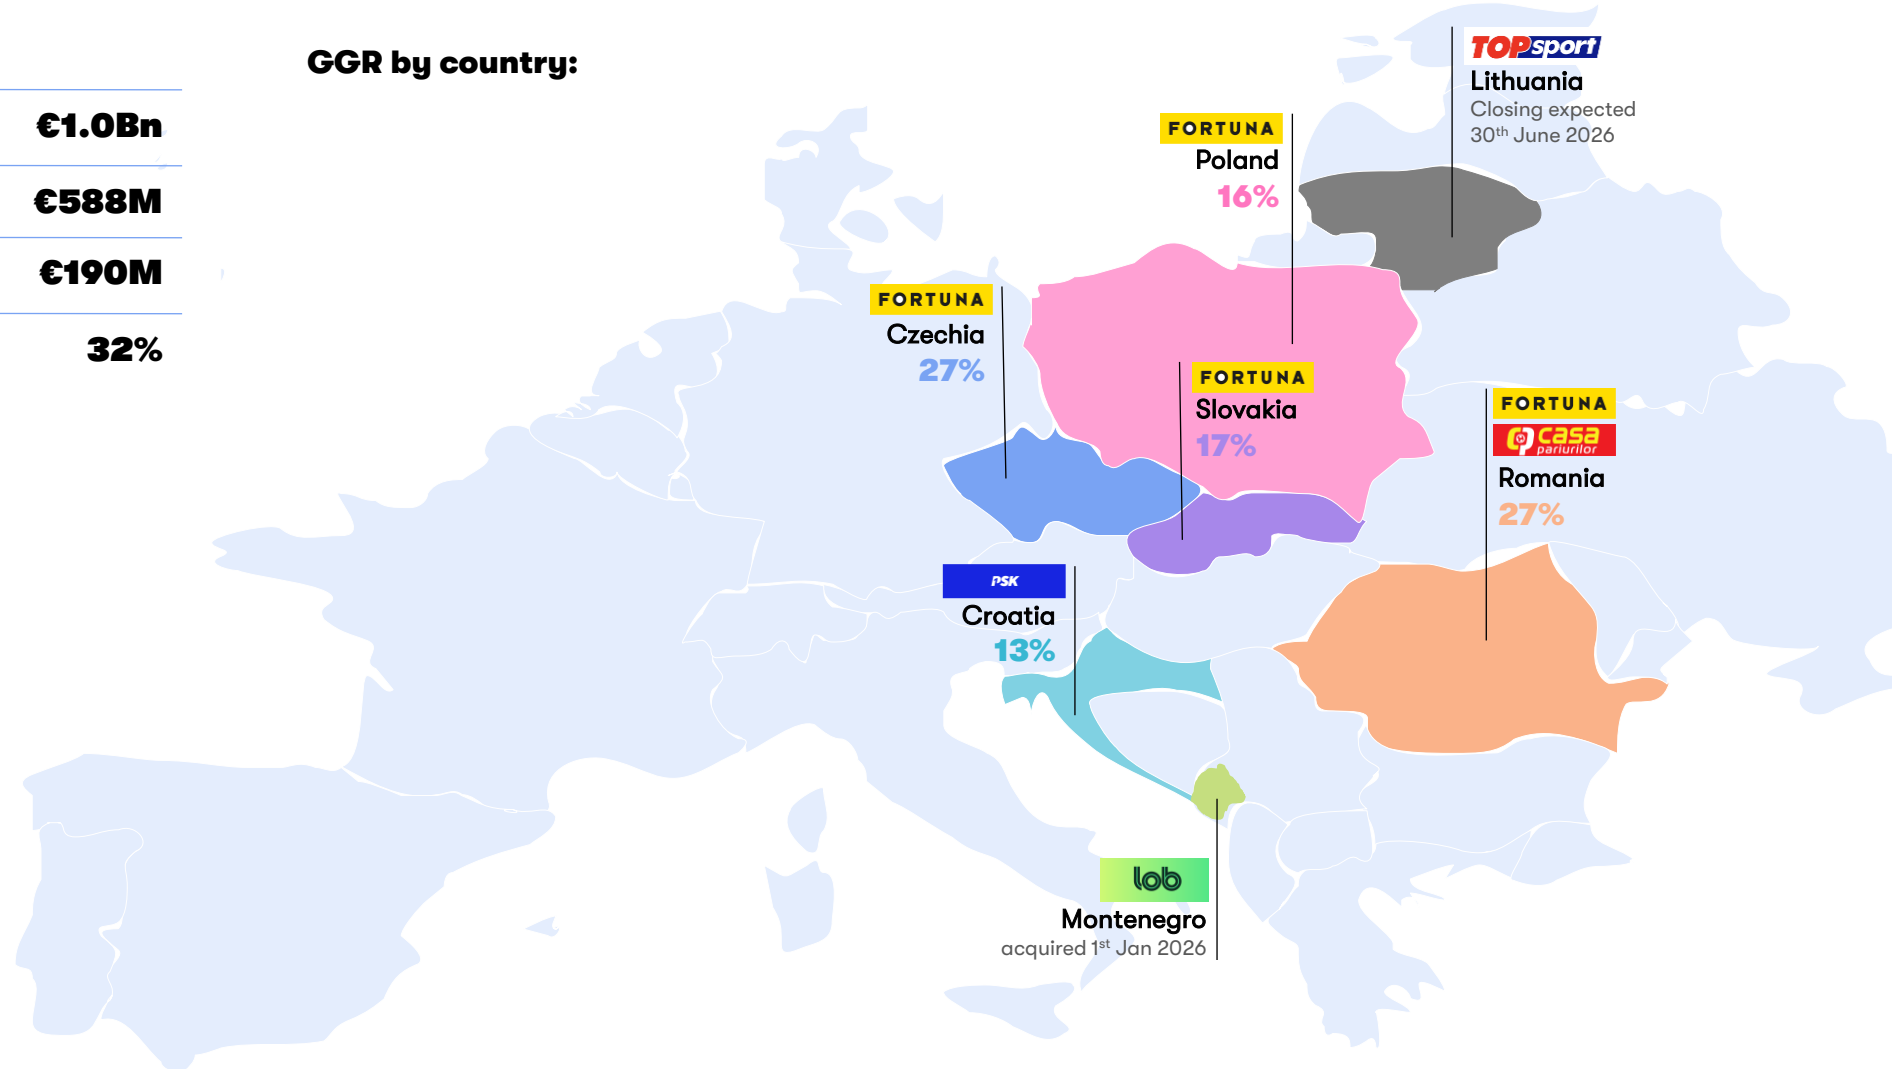 GGR by country:
€1.0Bn
€588M
€190M
32%
TOPsport
Lithuania
Closing expected
30th June 2026
FORTUNA
Poland
16%
FORTUNA
Czechia
27%
FORTUNA
Slovakia
17%
FORTUNA
casa
pariurilor
Romania
27%
PSK
Croatia
13%
lob
Montenegro
acquired 1st Jan 2026